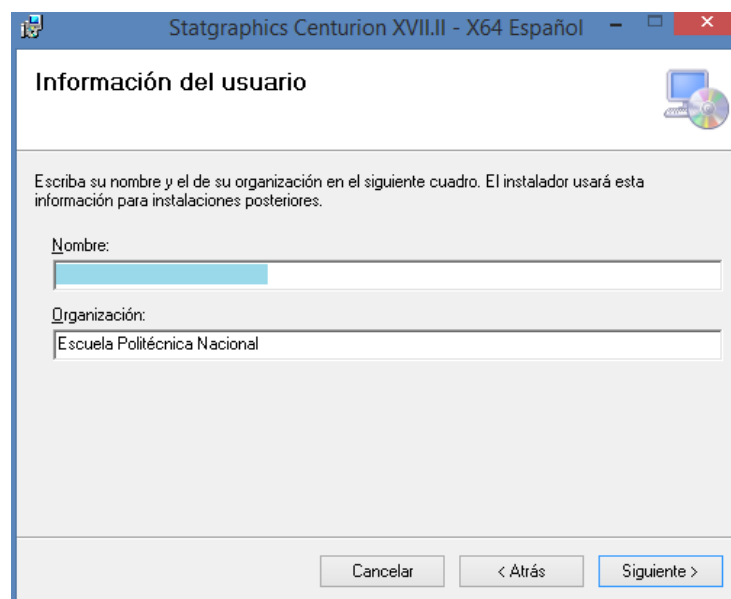 Statgraphics Centurion XVII.II - X64 Español
Información del usuario
Escriba su nombre y el de su organización en el siguiente cuadro. El instalador usará esta
información para instalaciones posteriores.
Nombre:
Organización:
Escuela Politécnica Nacional
Cancelar
< Atrás
Siguiente >